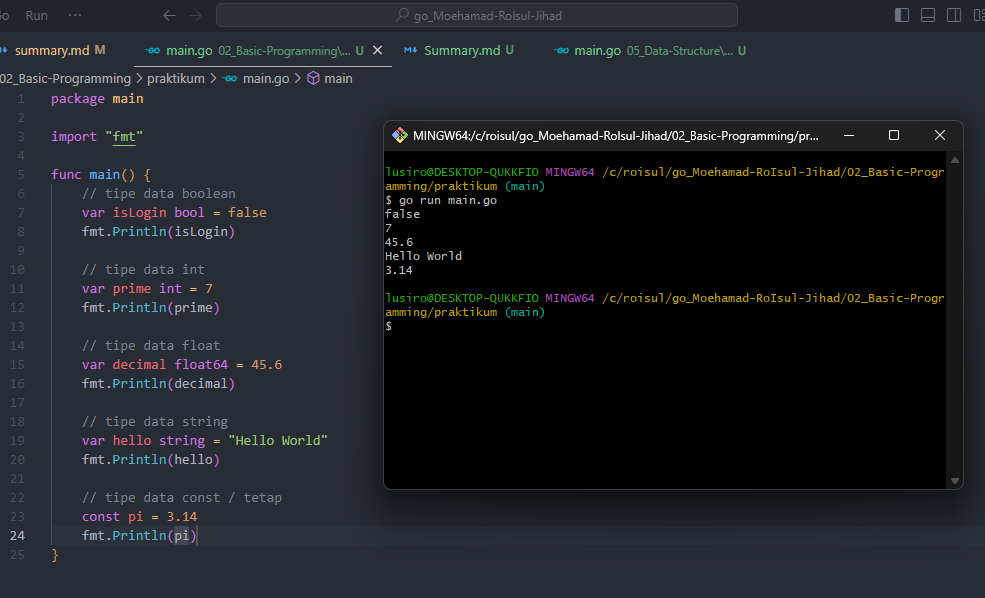 Go Run ··· ← → go_Moehamad-RoIsul-Jihad
summary.md M main.go 02_Basic-Programming\... U × Summary.md U main.go 05_Data-Structure\... U
02_Basic-Programming > praktikum > main.go > main
1 package main
2
3 import "fmt"
4
5 func main() {
6 // tipe data boolean
7 var isLogin bool = false
8 fmt.Println(isLogin)
9
10 // tipe data int
11 var prime int = 7
12 fmt.Println(prime)
13
14 // tipe data float
15 var decimal float64 = 45.6
16 fmt.Println(decimal)
17
18 // tipe data string
19 var hello string = "Hello World"
20 fmt.Println(hello)
21
22 // tipe data const / tetap
23 const pi = 3.14
24 fmt.Println(pi)
25 }
MINGW64:/c/roisul/go_Moehamad-RoIsul-Jihad/02_Basic-Programming/pr...
lusiro@DESKTOP-QUKKFIO MINGW64 /c/roisul/go_Moehamad-RoIsul-Jihad/02_Basic-Progr
amming/praktikum (main)
$ go run main.go
false
7
45.6
Hello World
3.14
lusiro@DESKTOP-QUKKFIO MINGW64 /c/roisul/go_Moehamad-RoIsul-Jihad/02_Basic-Progr
amming/praktikum (main)
$